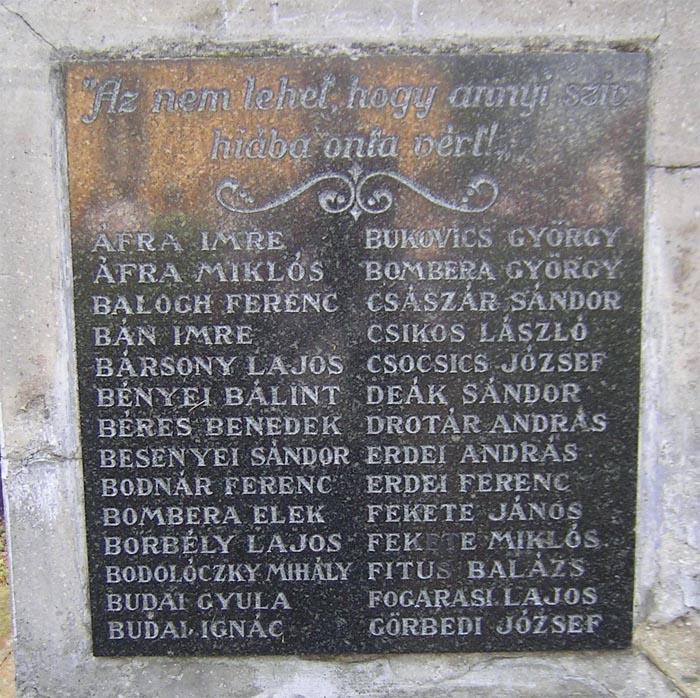 "Az nem lehet, hogy annyi sziv
hiába onta vért!"
ÁFRA IMRE
ÁFRA MIKLÓS
BALOGH FERENC
BÁN IMRE
BÁRSONY LAJOS
BÉNYEI BÁLINT
BÉRES BENEDEK
BESENYEI SÁNDOR
BODNÁR FERENC
BOMBERA ELEK
BORBÉLY LAJOS
BODOLÓCZKY MIHÁLY
BUDAI GYULA
BUDAI IGNÁC
BUKOVICS GYÖRGY
BOMBERA GYÖRGY
CSÁSZÁR SÁNDOR
CSIKOS LÁSZLÓ
CSOCSICS JÓZSEF
DEÁK SÁNDOR
DROTÁR ANDRÁS
ERDEI ANDRÁS
ERDEI FERENC
FEKETE JÁNOS
FEKETE MIKLÓS
FITUS BALÁZS
FOGARASI LAJOS
GÖRBEDI JÓZSEF